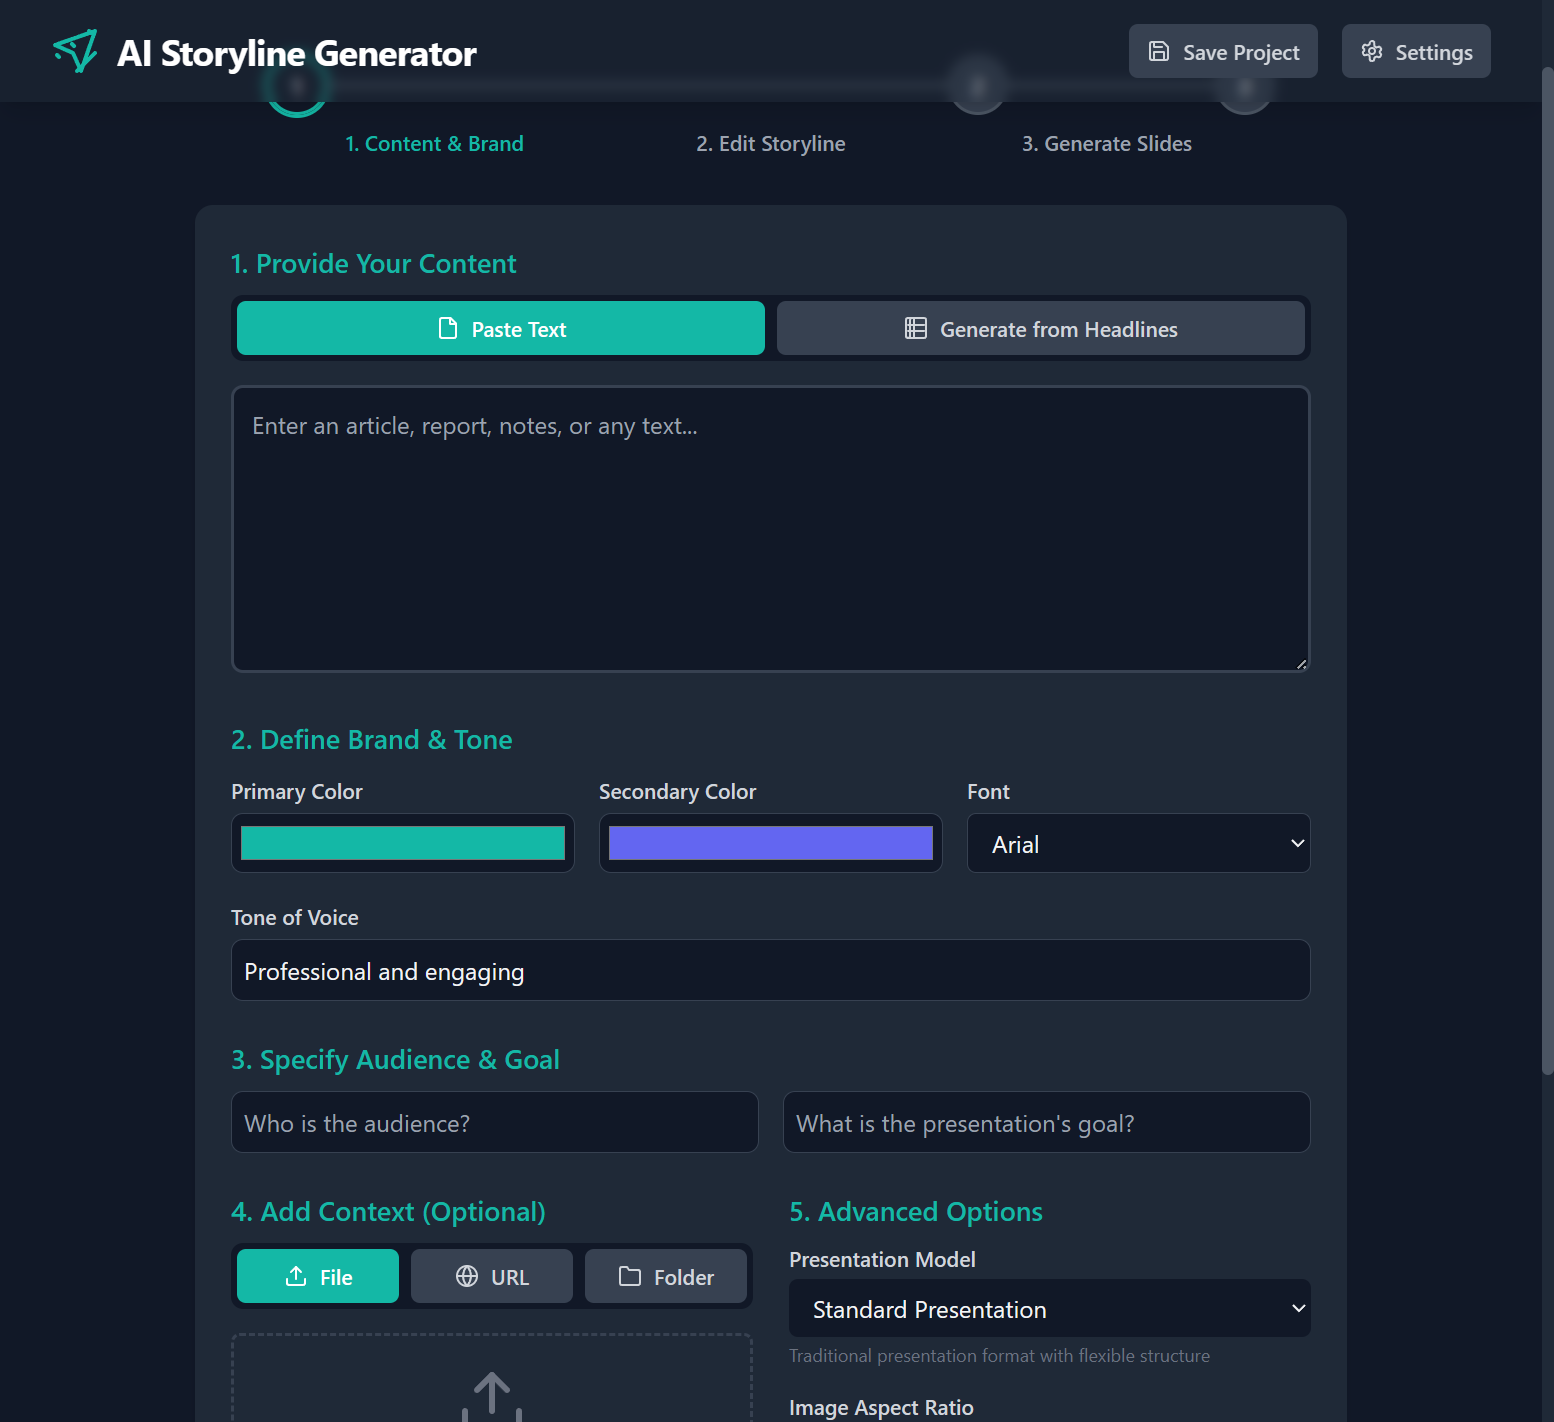 AI Storyline Generator
Save Project
Settings
1. Content & Brand
2. Edit Storyline
3. Generate Slides
1. Provide Your Content
Paste Text
Generate from Headlines
Enter an article, report, notes, or any text...
2. Define Brand & Tone
Primary Color
Secondary Color
Font
Arial
Tone of Voice
Professional and engaging
3. Specify Audience & Goal
Who is the audience?
What is the presentation's goal?
4. Add Context (Optional)
File
URL
Folder
5. Advanced Options
Presentation Model
Standard Presentation
Traditional presentation format with flexible structure
Image Aspect Ratio